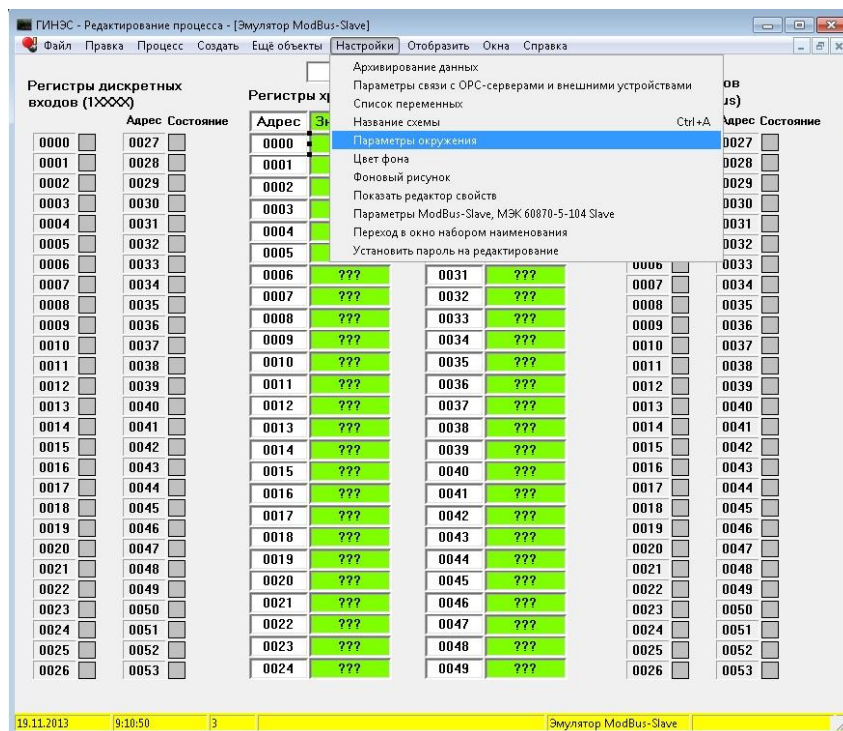 ГИНЭС - Редактирование процесса - [Эмулятор ModBus-Slave]
Файл Правка Процесс Создать Ещё объекты Настройки Отобразить Окна Справка
Архивирование данных
Параметры связи с OPC-серверами и внешними устройствами
Список переменных
Название схемы Ctrl+A
Параметры окружения
Цвет фона
Фоновый рисунок
Показать редактор свойств
Параметры ModBus-Slave, МЭК 60870-5-104 Slave
Переход в окно набором наименования
Установить пароль на редактирование
Регистры дискретных
входов (1XXXX)
Адрес Состояние
Адрес Состояние
Адрес
0000 0027 0000 0027
0001 0028 0001 0028
0002 0029 0002 0029
0003 0030 0003 0030
0004 0031 0004 0031
0005 0032 0005 0032
0006 0033 0006 ??? 0031 ??? 0006 0033
0007 0034 0007 ??? 0032 ??? 0007 0034
0008 0035 0008 ??? 0033 ??? 0008 0035
0009 0036 0009 ??? 0034 ??? 0009 0036
0010 0037 0010 ??? 0035 ??? 0010 0037
0011 0038 0011 ??? 0036 ??? 0011 0038
0012 0039 0012 ??? 0037 ??? 0012 0039
0013 0040 0013 ??? 0038 ??? 0013 0040
0014 0041 0014 ??? 0039 ??? 0014 0041
0015 0042 0015 ??? 0040 ??? 0015 0042
0016 0043 0016 ??? 0041 ??? 0016 0043
0017 0044 0017 ??? 0042 ??? 0017 0044
0018 0045 0018 ??? 0043 ??? 0018 0045
0019 0046 0019 ??? 0044 ??? 0019 0046
0020 0047 0020 ??? 0045 ??? 0020 0047
0021 0048 0021 ??? 0046 ??? 0021 0048
0022 0049 0022 ??? 0047 ??? 0022 0049
0023 0050 0023 ??? 0048 ??? 0023 0050
0024 0051 0024 ??? 0049 ??? 0024 0051
0025 0052 0025 0052
0026 0053 0026 0053
19.11.2013 9:10:50 3 Эмулятор ModBus-Slave